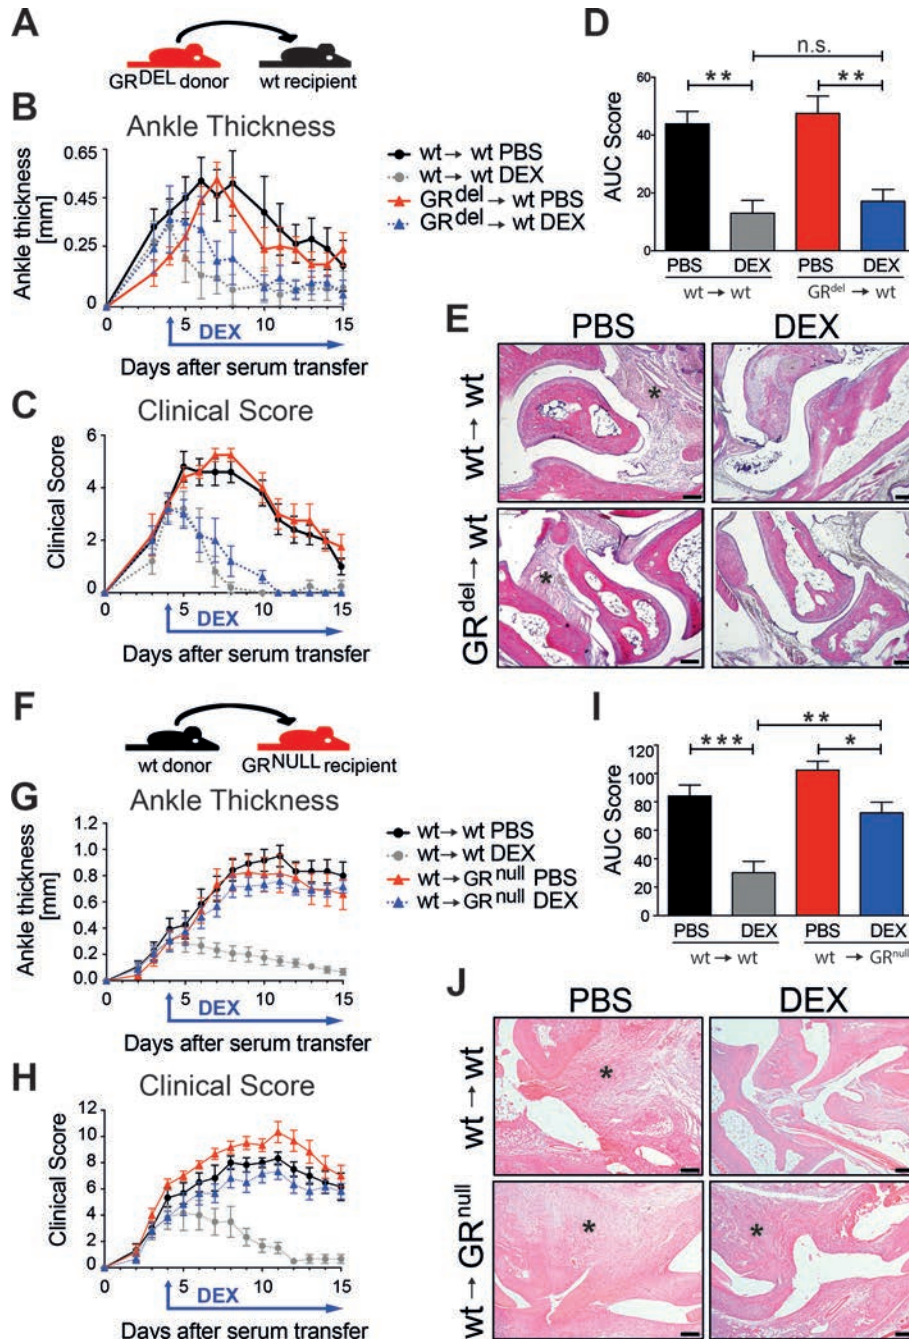 A
GR^DEL donor
wt recipient
B
Ankle Thickness
Ankle thickness
[mm]
0.65
0.45
0.25
0
0
5
10
15
DEX
Days after serum transfer
wt → wt PBS
wt → wt DEX
GR^del → wt PBS
GR^del → wt DEX
C
Clinical Score
Clinical Score
6
4
2
0
0
5
10
15
DEX
Days after serum transfer
D
n.s.
**
**
AUC Score
60
40
20
0
PBS
DEX
PBS
DEX
wt → wt
GR^del → wt
E
PBS
DEX
wt → wt
GR^del → wt
*
*
F
wt donor
GR^NULL recipient
G
Ankle Thickness
Ankle thickness
[mm]
1.2
1.0
0.8
0.6
0.4
0.2
0
0
5
10
15
DEX
Days after serum transfer
wt → wt PBS
wt → wt DEX
wt → GR^null PBS
wt → GR^null DEX
H
Clinical Score
Clinical Score
12
10
8
6
4
2
0
0
5
10
15
DEX
Days after serum transfer
I
**
***
*
AUC Score
120
100
80
60
40
20
0
PBS
DEX
PBS
DEX
wt → wt
wt → GR^null
J
PBS
DEX
wt → wt
wt → GR^null
*
*
*